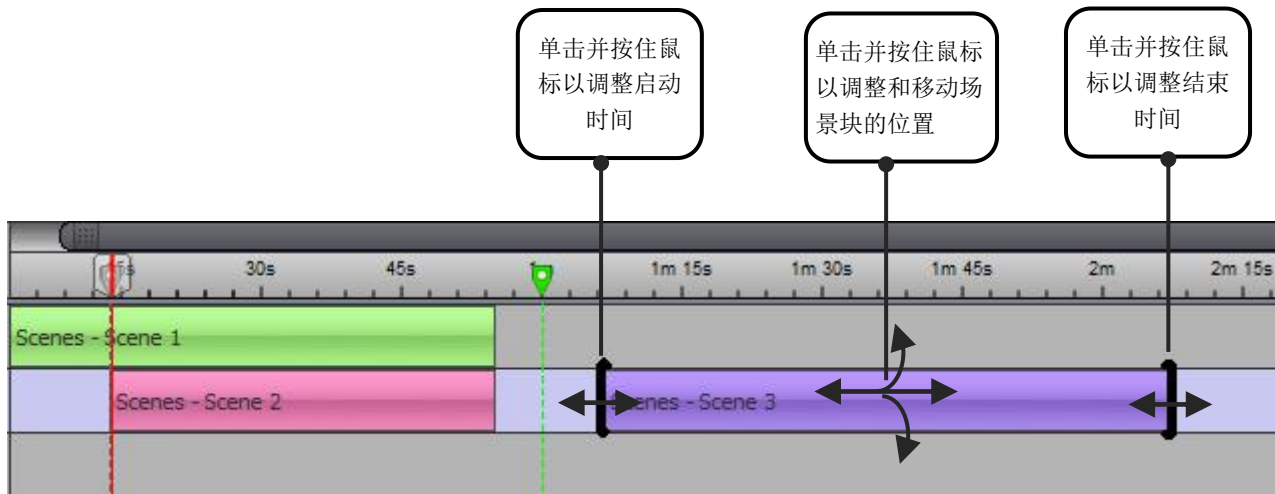 单击并按住鼠
标以调整启动
时间
单击并按住鼠标
以调整和移动场
景块的位置
单击并按住鼠
标以调整结束
时间
30s 45s 1m 15s 1m 30s 1m 45s 2m 2m 15s
Scenes - Scene 1
Scenes - Scene 2
Scenes - Scene 3